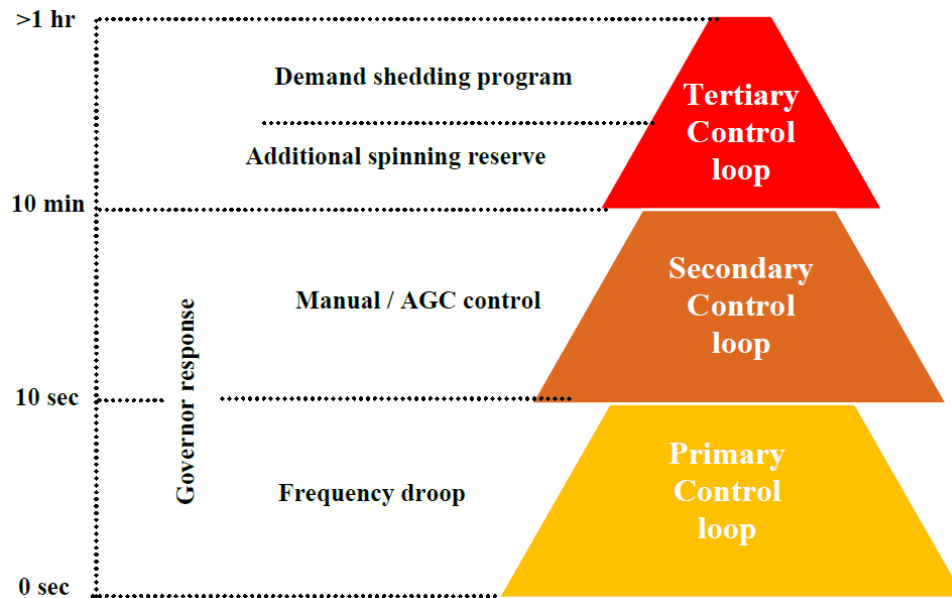 >1 hr
Demand shedding program
Tertiary
Control
loop
Additional spinning reserve
10 min
Manual / AGC control
Secondary
Control
loop
Governor response
10 sec
Frequency droop
Primary
Control
loop
0 sec